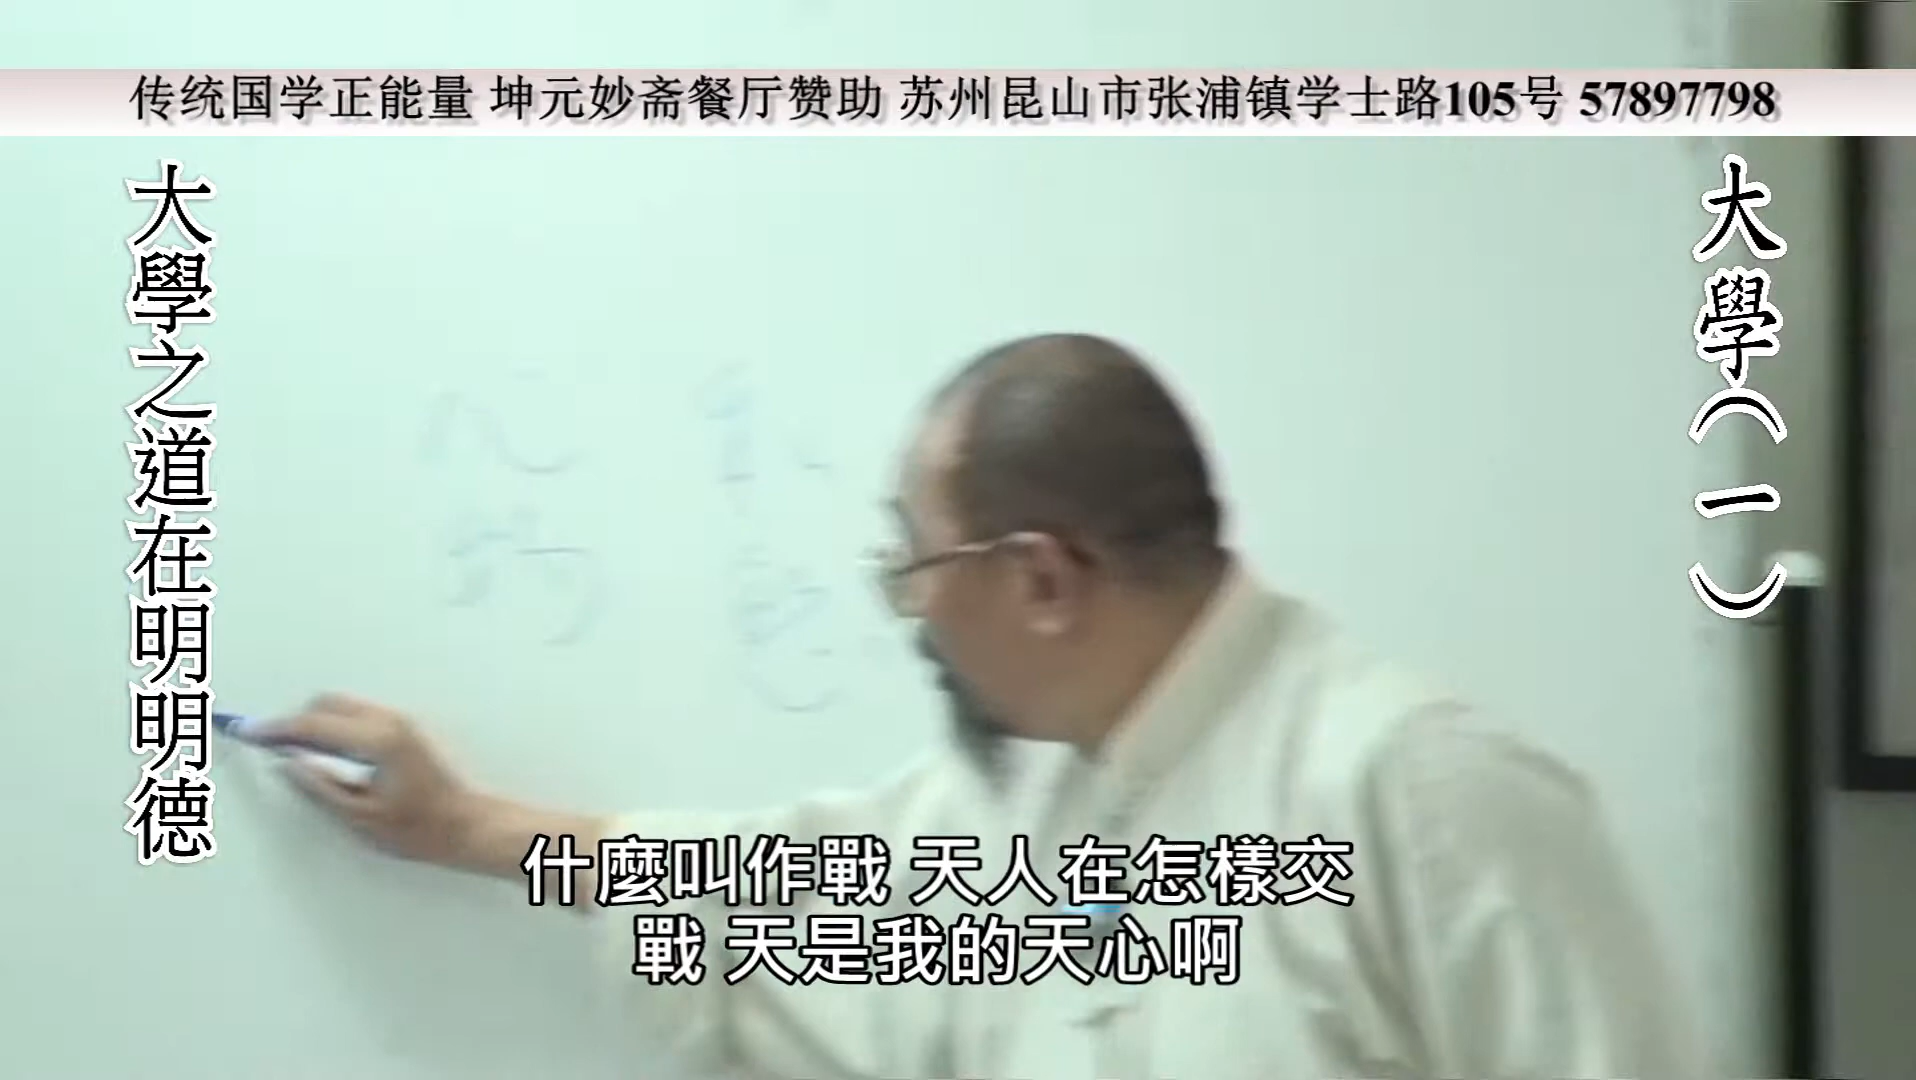 传统国学正能量 坤元妙斋餐厅赞助 苏州昆山市张浦镇学士路105号 57897798
大學（一）
大學之道在明明德
什麼叫作戰 天人在怎樣交
戰 天是我的天心啊